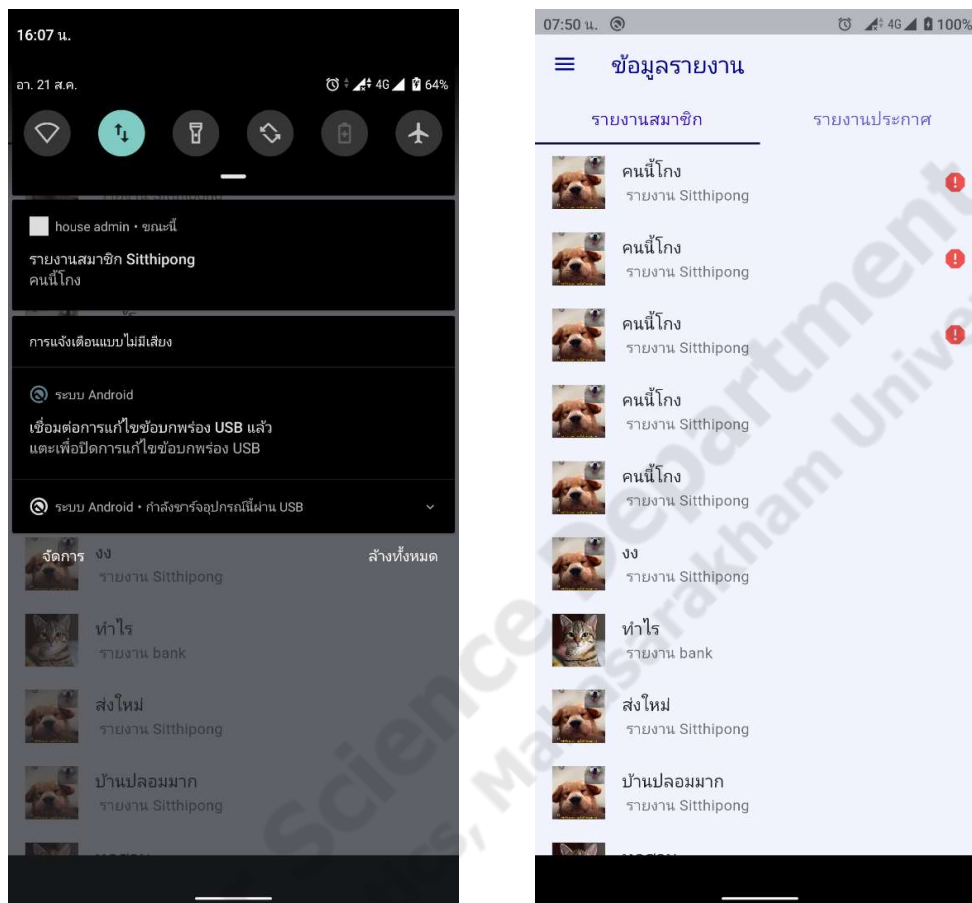 16:07 น.
อา. 21 ส.ค.
4G
64%
รายงาน Sitthipong
house admin • ขณะนี้
รายงานสมาชิก Sitthipong
คนนี้โกง
การแจ้งเตือนแบบไม่มีเสียง
ระบบ Android
เชื่อมต่อการแก้ไขข้อบกพร่อง USB แล้ว
แตะเพื่อปิดการแก้ไขข้อบกพร่อง USB
ระบบ Android • กำลังชาร์จอุปกรณ์นี้ผ่าน USB
จัดการ
ล้างทั้งหมด
งง
รายงาน Sitthipong
ทำไร
รายงาน bank
ส่งใหม่
รายงาน Sitthipong
บ้านปลอมมาก
รายงาน Sitthipong
07:50 น.
4G
100%
ข้อมูลรายงาน
รายงานสมาชิก
รายงานประกาศ
คนนี้โกง
รายงาน Sitthipong
คนนี้โกง
รายงาน Sitthipong
คนนี้โกง
รายงาน Sitthipong
คนนี้โกง
รายงาน Sitthipong
คนนี้โกง
รายงาน Sitthipong
งง
รายงาน Sitthipong
ทำไร
รายงาน bank
ส่งใหม่
รายงาน Sitthipong
บ้านปลอมมาก
รายงาน Sitthipong
Science Department
Mahasarakham